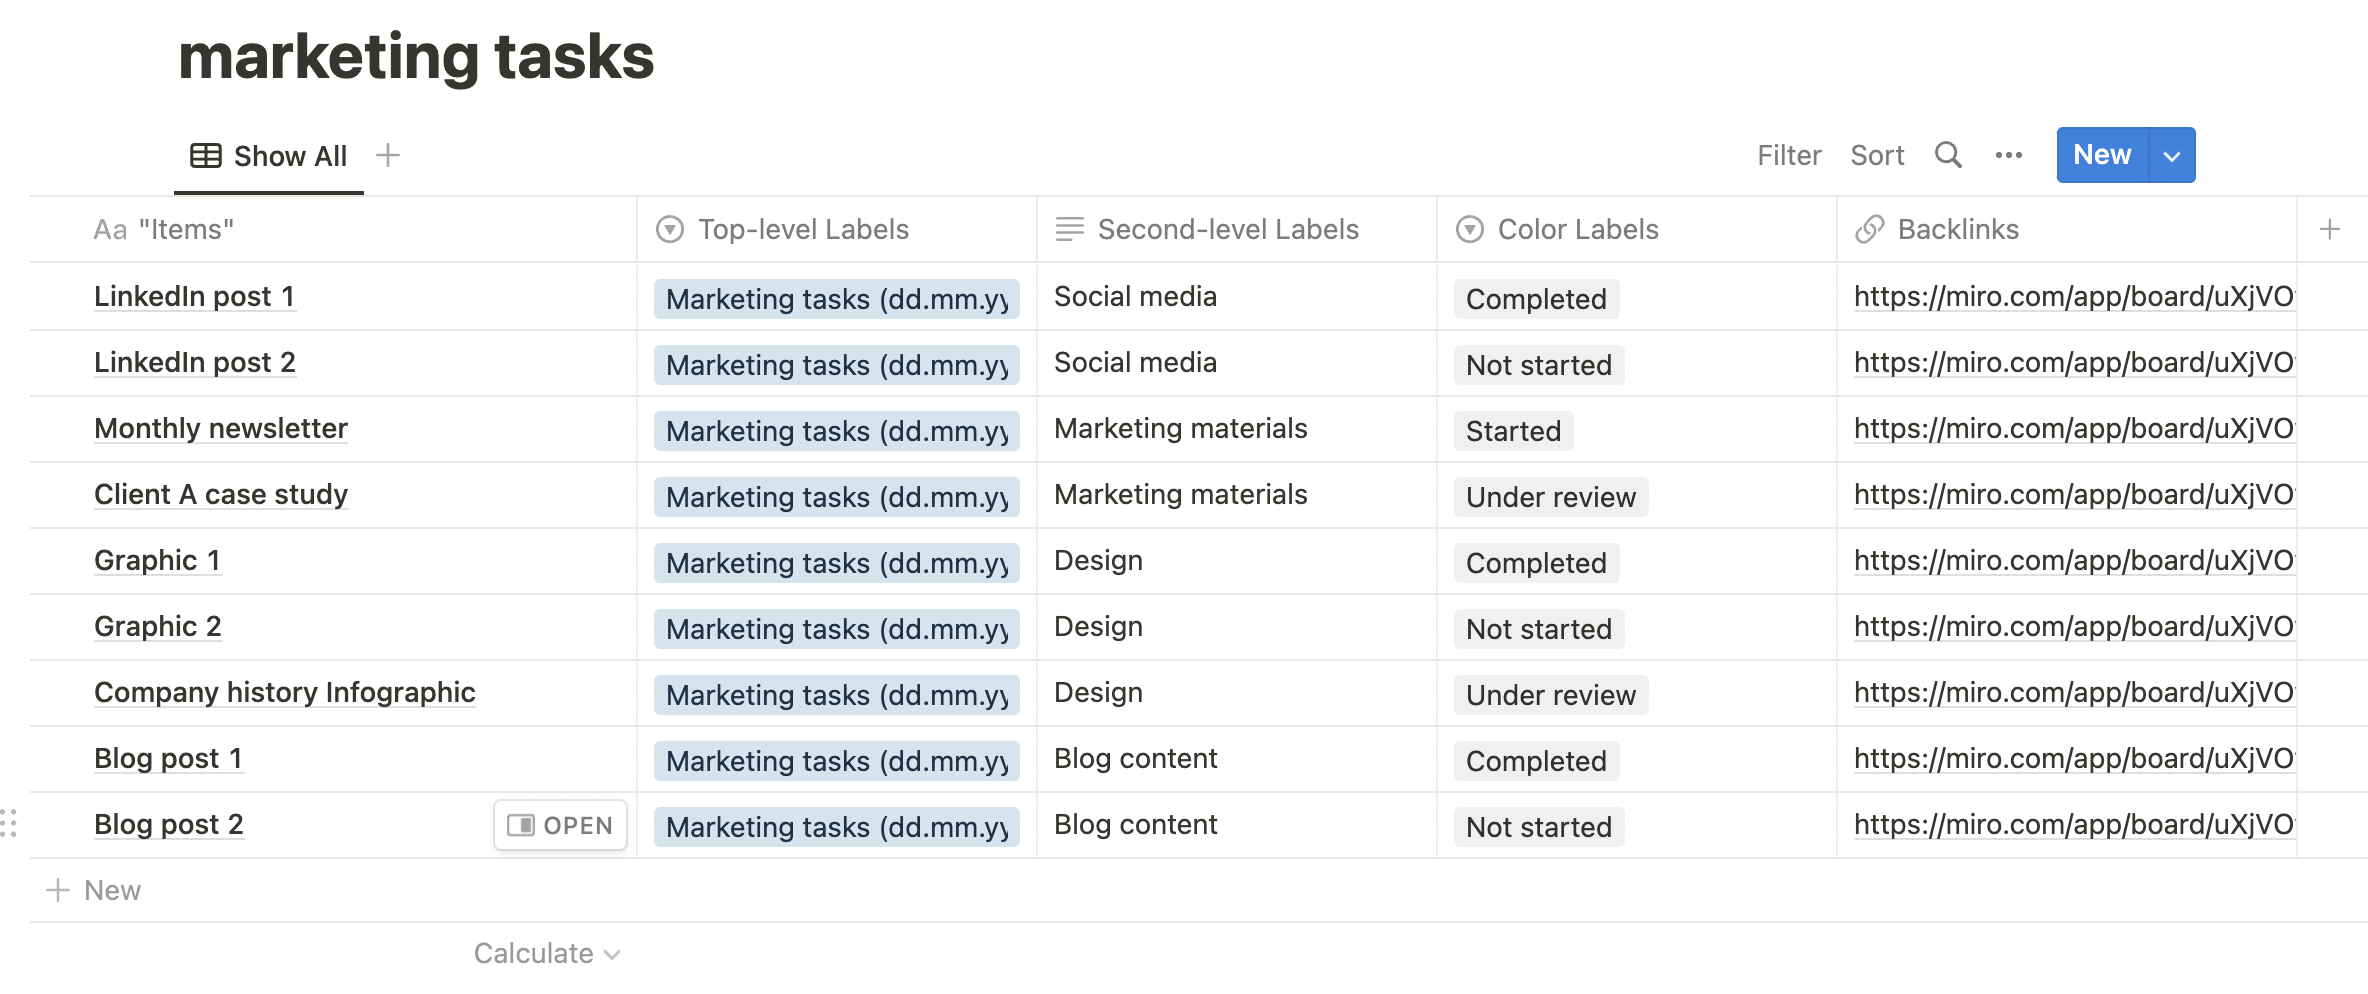 marketing tasks
Show All
Filter Sort New
Aa "Items" Top-level Labels Second-level Labels Color Labels Backlinks
LinkedIn post 1 Marketing tasks (dd.mm.yy Social media Completed https://miro.com/app/board/uXjVO
LinkedIn post 2 Marketing tasks (dd.mm.yy Social media Not started https://miro.com/app/board/uXjVO
Monthly newsletter Marketing tasks (dd.mm.yy Marketing materials Started https://miro.com/app/board/uXjVO
Client A case study Marketing tasks (dd.mm.yy Marketing materials Under review https://miro.com/app/board/uXjVO
Graphic 1 Marketing tasks (dd.mm.yy Design Completed https://miro.com/app/board/uXjVO
Graphic 2 Marketing tasks (dd.mm.yy Design Not started https://miro.com/app/board/uXjVO
Company history Infographic Marketing tasks (dd.mm.yy Design Under review https://miro.com/app/board/uXjVO
Blog post 1 Marketing tasks (dd.mm.yy Blog content Completed https://miro.com/app/board/uXjVO
Blog post 2 OPEN Marketing tasks (dd.mm.yy Blog content Not started https://miro.com/app/board/uXjVO
New
Calculate